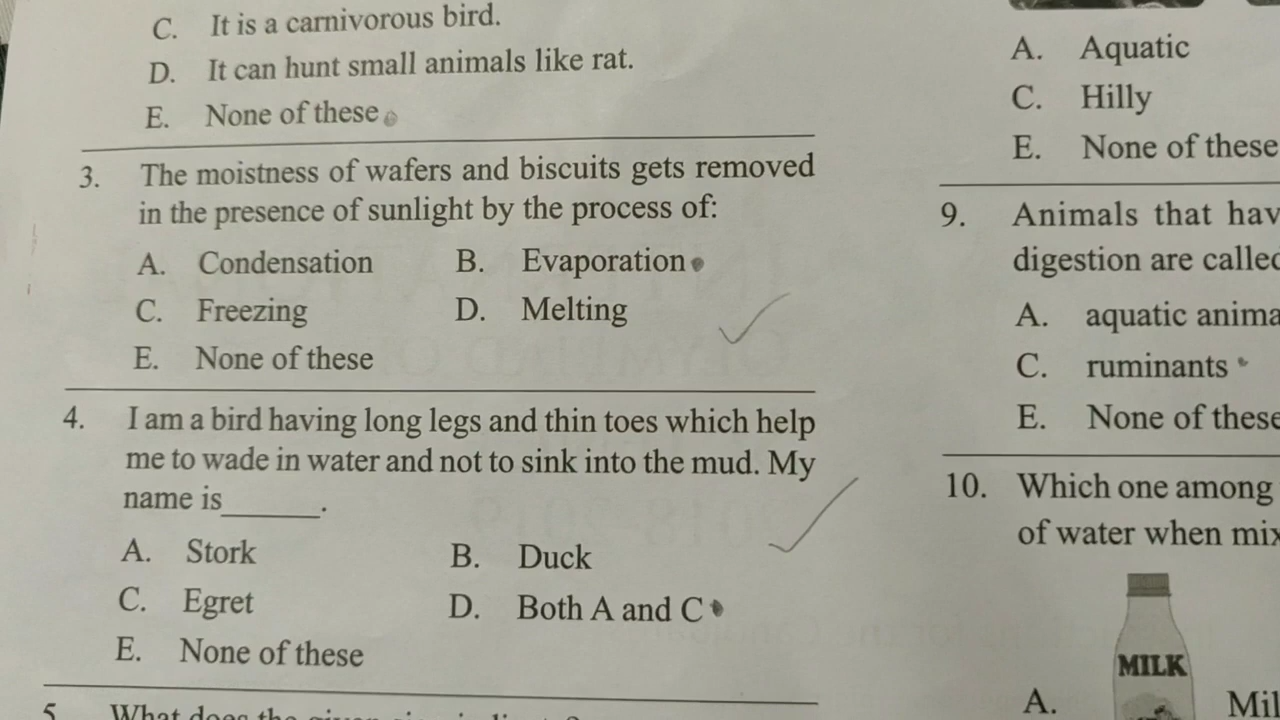 C. It is a carnivorous bird.
D. It can hunt small animals like rat.
E. None of these
3. The moistness of wafers and biscuits gets removed
in the presence of sunlight by the process of:
A. Condensation B. Evaporation
C. Freezing D. Melting
E. None of these
4. I am a bird having long legs and thin toes which help
me to wade in water and not to sink into the mud. My
name is______.
A. Stork B. Duck
C. Egret D. Both A and C
E. None of these
5
A. Aquatic
C. Hilly
E. None of these
9. Animals that hav
digestion are called
A. aquatic anima
C. ruminants
E. None of these
10. Which one among
of water when mix
MILK
A. Mil